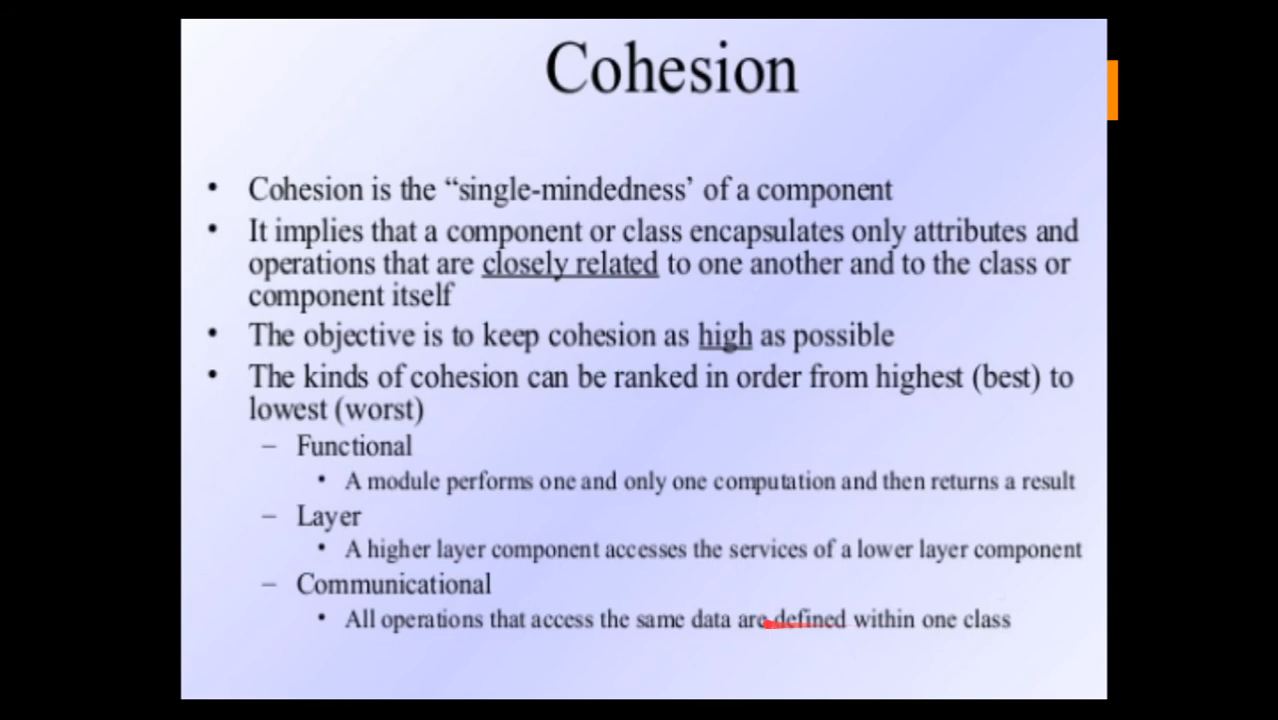 Cohesion
• Cohesion is the “single-mindedness’ of a component
• It implies that a component or class encapsulates only attributes and
operations that are closely related to one another and to the class or
component itself
• The objective is to keep cohesion as high as possible
• The kinds of cohesion can be ranked in order from highest (best) to
lowest (worst)
– Functional
• A module performs one and only one computation and then returns a result
– Layer
• A higher layer component accesses the services of a lower layer component
– Communicational
• All operations that access the same data are defined within one class